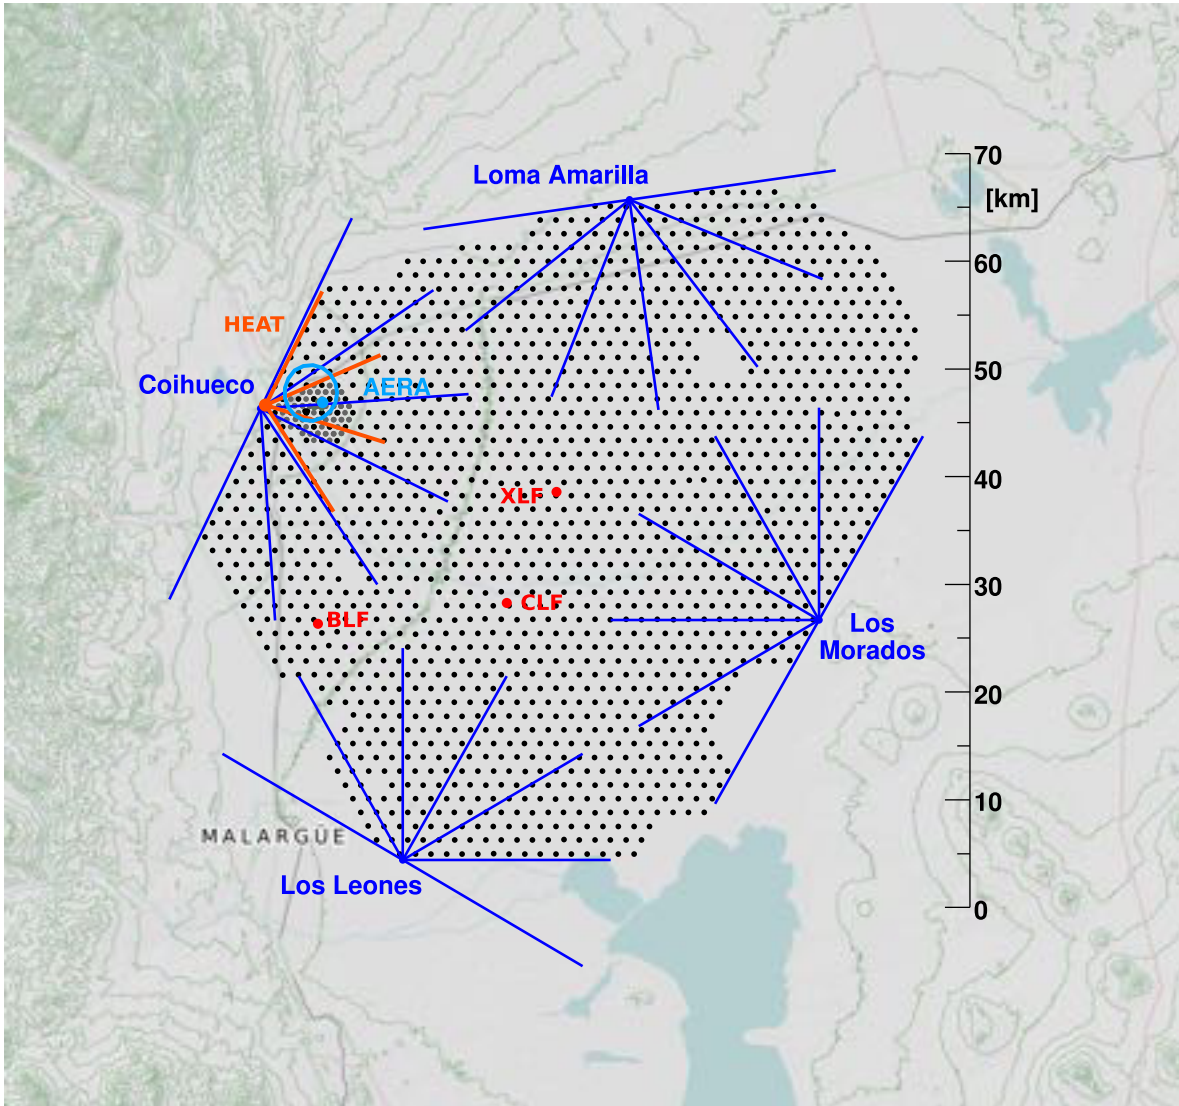 70
Loma Amarilla
[km]
60
HEAT
50
Coihueco
AERA
40
XLF
30
CLF
BLF
Los
Morados
20
10
MALARGÜE
Los Leones
0